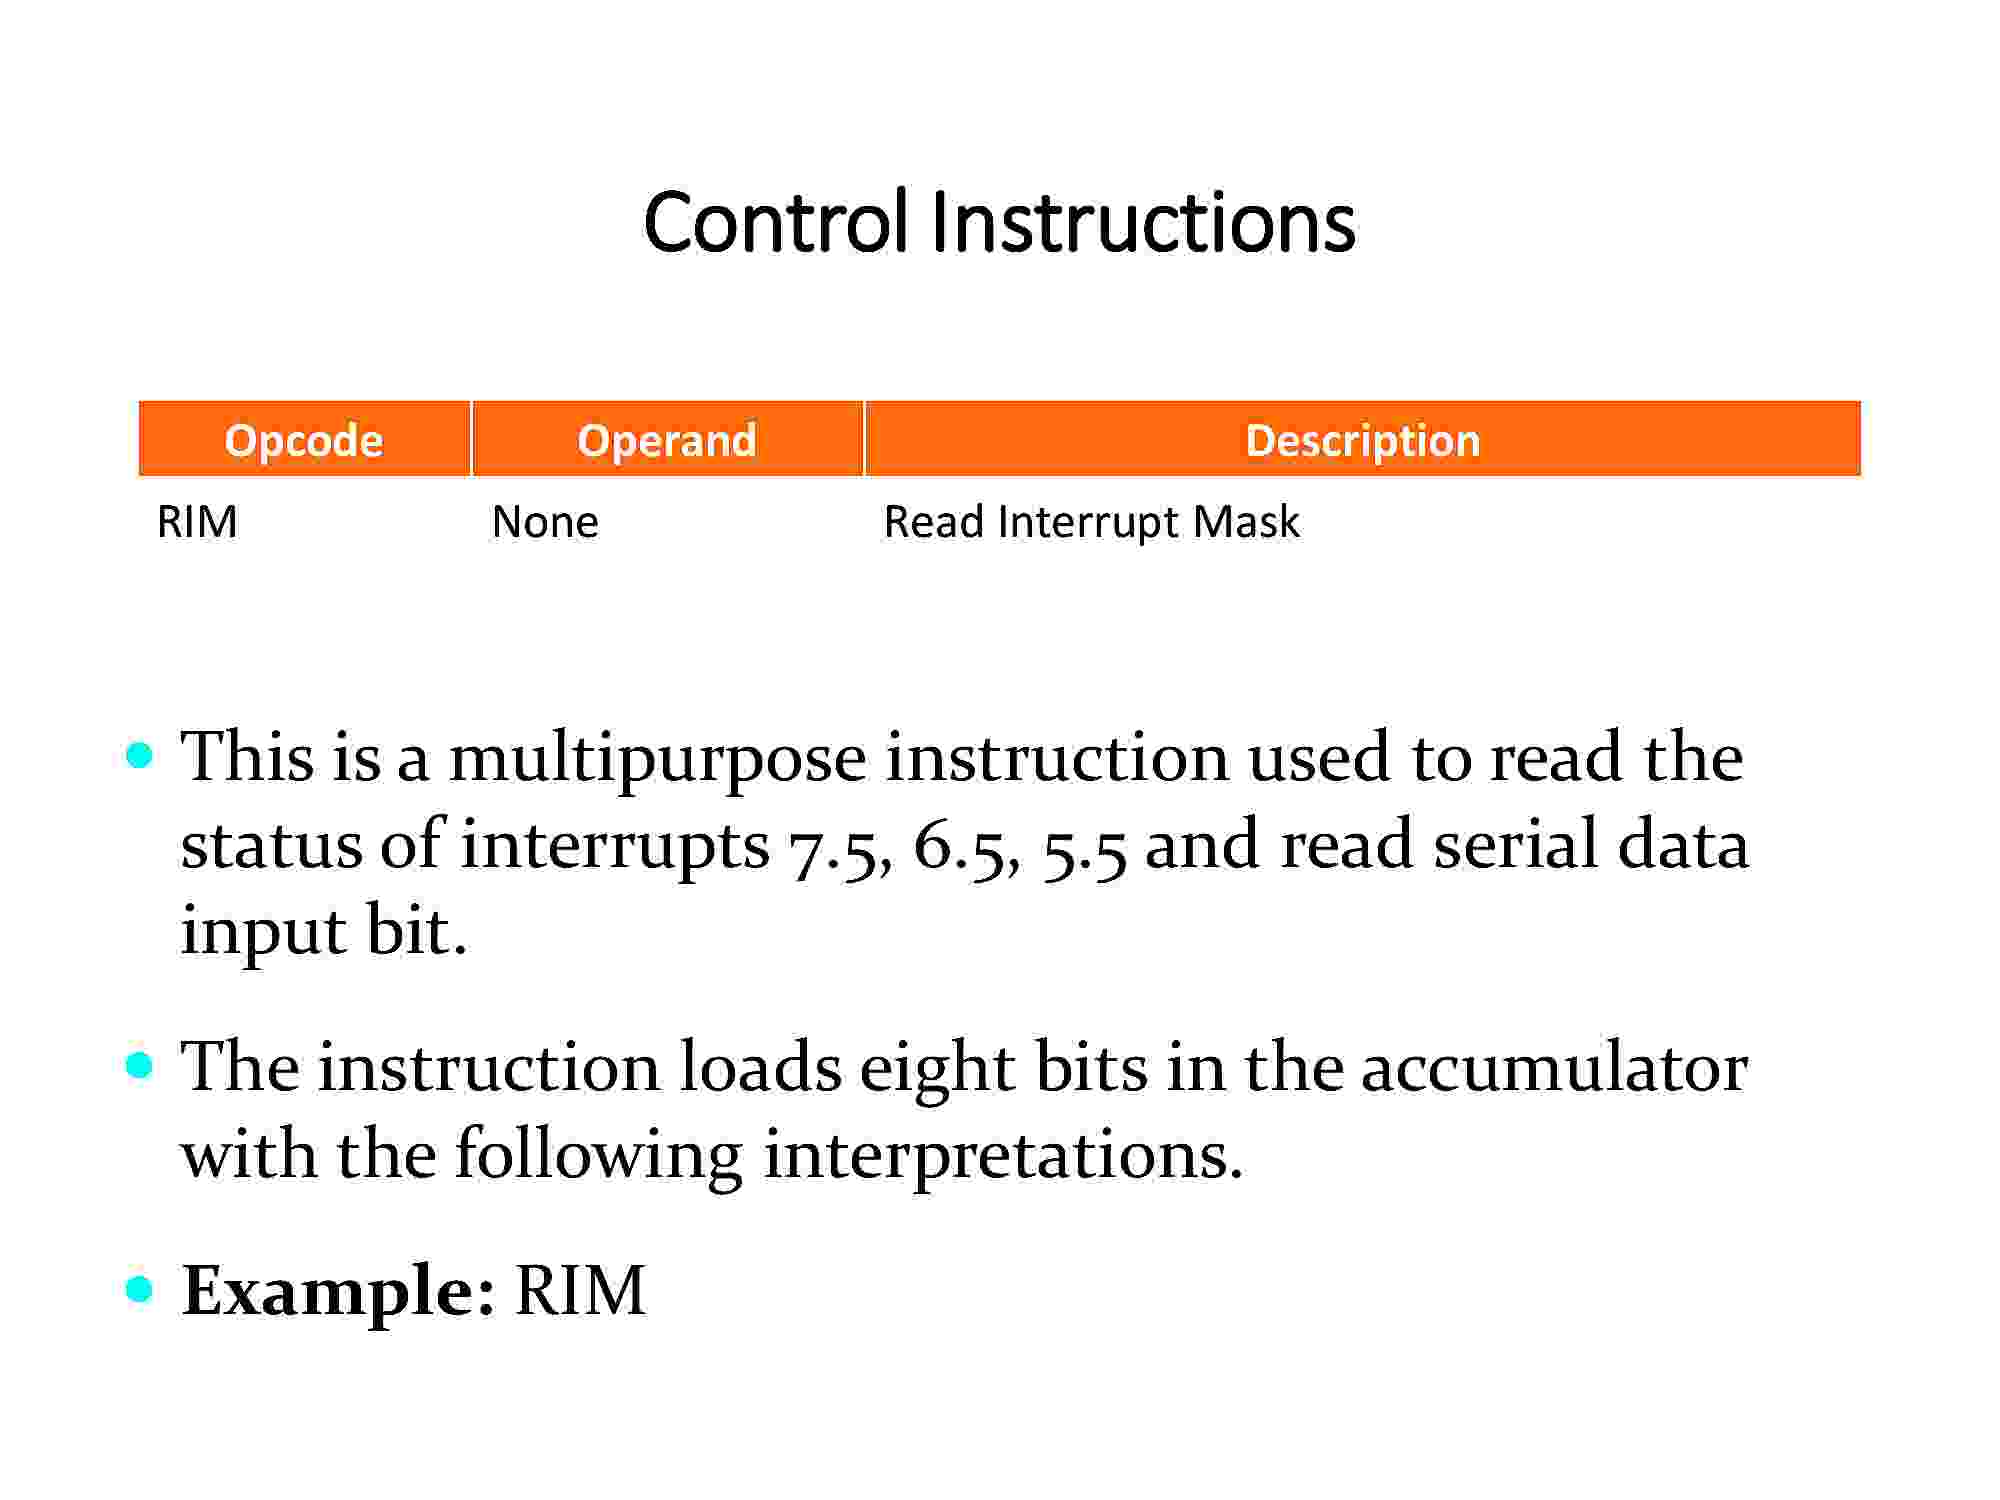 Control Instructions
Opcode Operand Description
RIM None Read Interrupt Mask
• This is a multipurpose instruction used to read the
status of interrupts 7.5, 6.5, 5.5 and read serial data
input bit.
• The instruction loads eight bits in the accumulator
with the following interpretations.
• Example: RIM